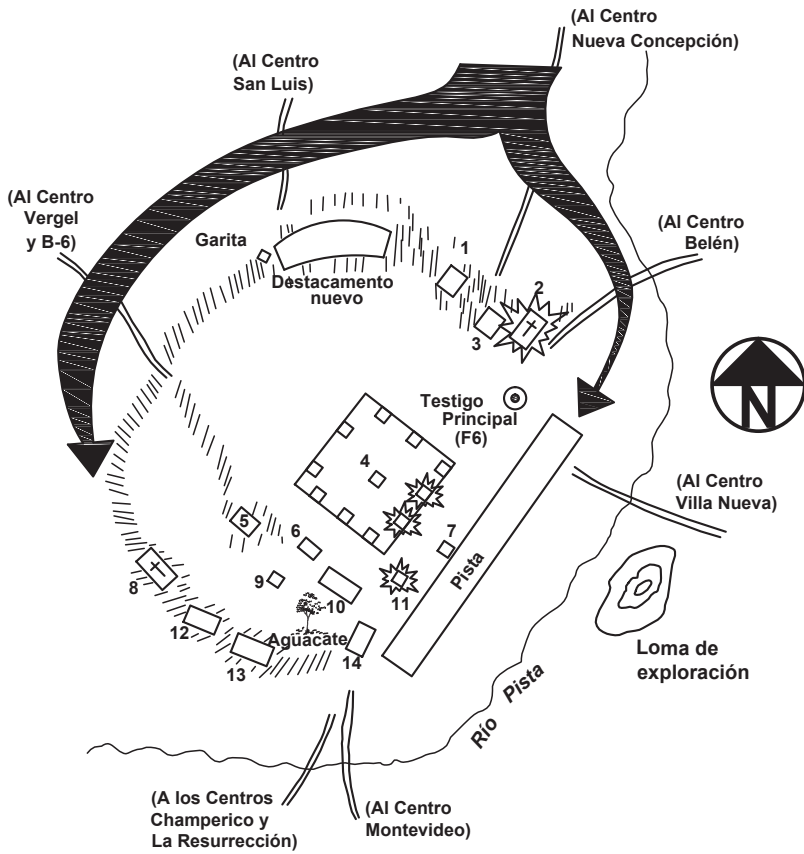 (Al Centro
Nueva Concepción)
(Al Centro
San Luis)
(Al Centro
Vergel
y B-6)
(Al Centro
Belén)
Garita
Destacamento
nuevo
1
2
3
Testigo
Principal
(F6)
N
4
(Al Centro
Villa Nueva)
5
6
7
Pista
8
9
10
11
Aguacate
12
13
14
Loma de
exploración
Río Pista
(A los Centros
Champerico y
La Resurrección)
(Al Centro
Montevideo)